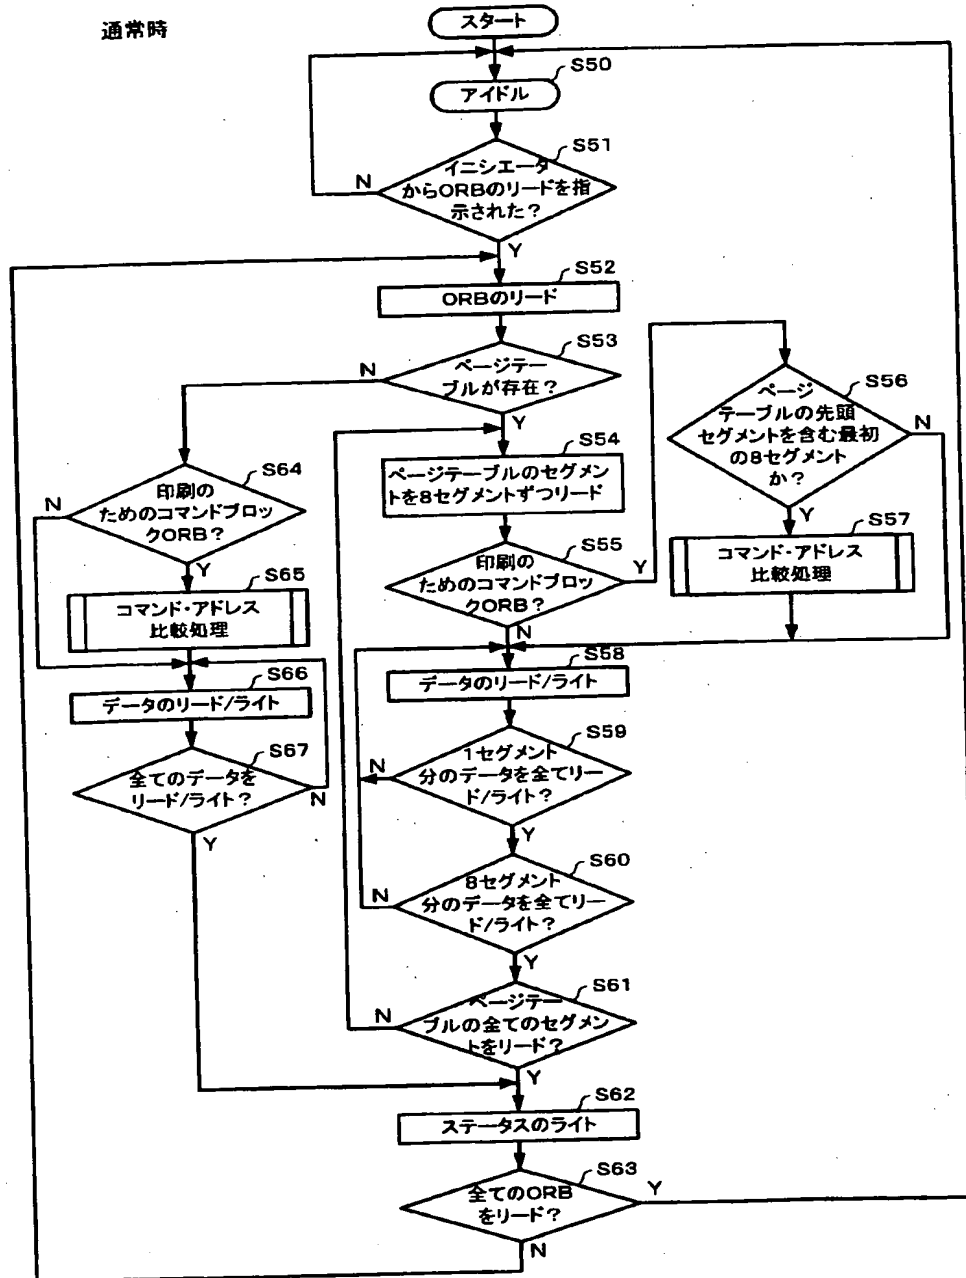 通常時
スタート
S50
アイドル
S51
イニシエータ
からORBのリードを指
示された?
N
Y
S52
ORBのリード
S53
ページテー
ブルが存在?
N
Y
S54
ページテーブルのセグメン
トを8セグメントずつリード
S55
印刷の
ためのコマンドブロッ
クORB?
Y
N
S56
ページ
テーブルの先頭
セグメントを含む最初
の8セグメント
か?
N
Y
S57
コマンド・アドレス
比較処理
S64
印刷の
ためのコマンドブロッ
クORB?
N
Y
S65
コマンド・アドレス
比較処理
S66
データのリード/ライト
S67
全てのデータを
リード/ライト?
N
Y
S58
データのリード/ライト
S59
1セグメント
分のデータを全てリー
ド/ライト?
N
Y
S60
8セグメント
分のデータを全てリー
ド/ライト?
N
Y
S61
ページテー
ブルの全てのセグメン
トをリード?
N
Y
S62
ステータスのライト
S63
全てのORB
をリード?
Y
N